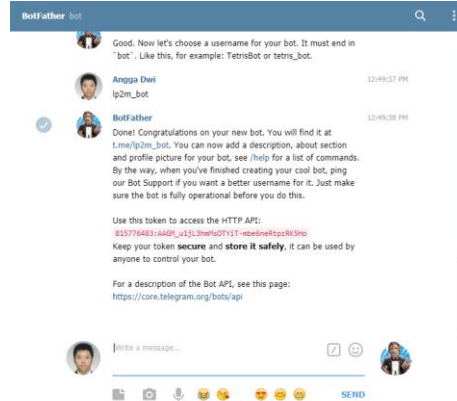 BotFather bot
Good. Now let's choose a username for your bot. It must end in
`bot`. Like this, for example: TetrisBot or tetris_bot.
Angga Dwi 12:49:37 PM
lp2m_bot
BotFather 12:49:38 PM
Done! Congratulations on your new bot. You will find it at
t.me/lp2m_bot. You can now add a description, about section
and profile picture for your bot, see /help for a list of commands.
By the way, when you've finished creating your cool bot, ping
our Bot Support if you want a better username for it. Just make
sure the bot is fully operational before you do this.
Use this token to access the HTTP API:
Keep your token secure and store it safely, it can be used by
anyone to control your bot.
For a description of the Bot API, see this page:
https://core.telegram.org/bots/api
Write a message...
SEND